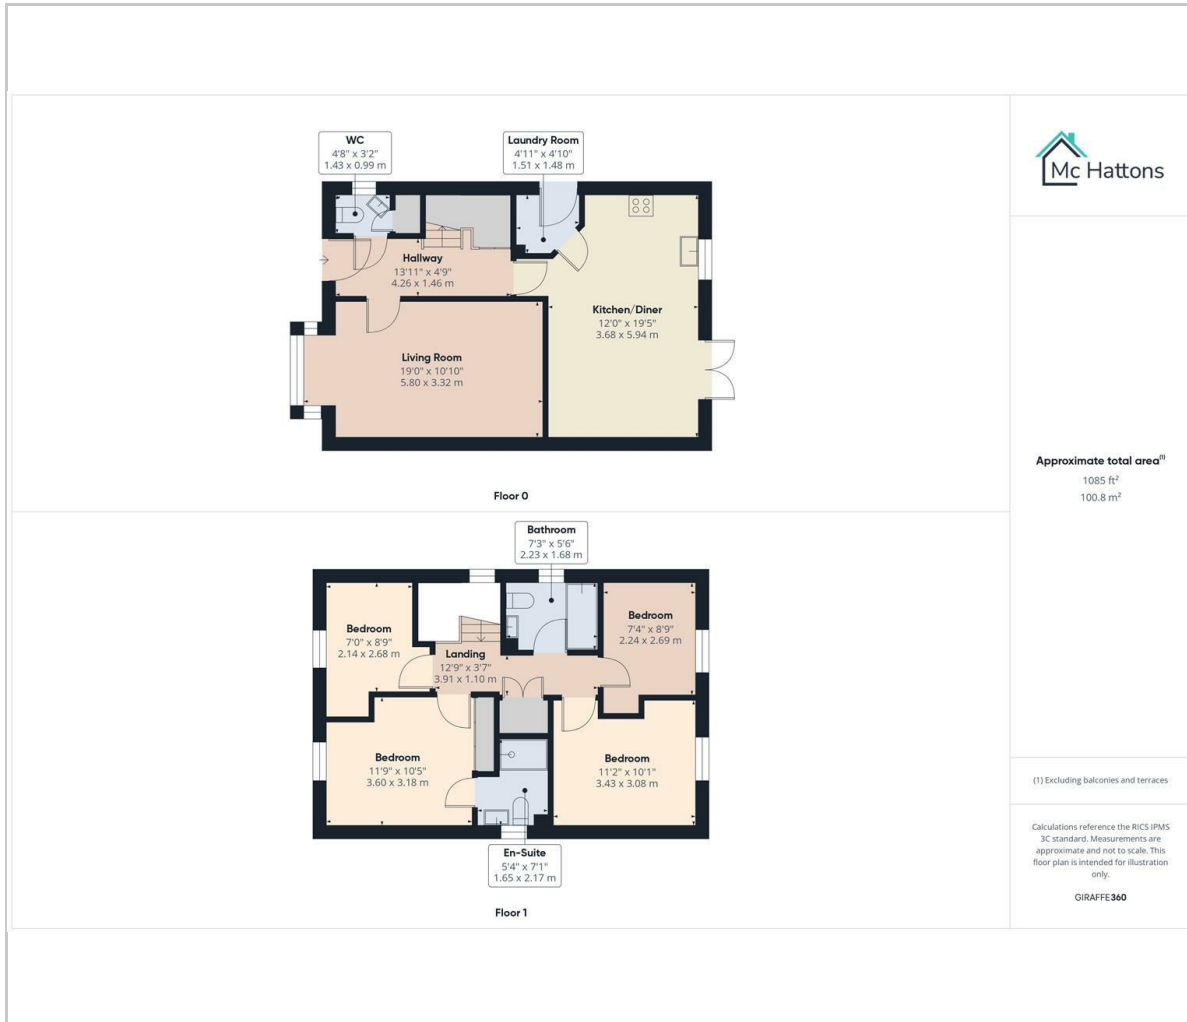 WC
4'8" x 3'2"
1.43 x 0.99 m
Laundry Room
4'11" x 4'10"
1.51 x 1.48 m
Hallway
13'11" x 4'9"
4.26 x 1.46 m
Kitchen/Diner
12'0" x 19'5"
3.68 x 5.94 m
Living Room
19'0" x 10'10"
5.80 x 3.32 m
Floor 0
Bathroom
7'3" x 5'6"
2.23 x 1.68 m
Bedroom
7'0" x 8'9"
2.14 x 2.68 m
Bedroom
7'4" x 8'9"
2.24 x 2.69 m
Landing
12'9" x 3'7"
3.91 x 1.10 m
Bedroom
11'9" x 10'5"
3.60 x 3.18 m
Bedroom
11'2" x 10'1"
3.43 x 3.08 m
En-Suite
5'4" x 7'1"
1.65 x 2.17 m
Floor 1
Mc Hattons
Approximate total area⁽¹⁾
1085 ft²
100.8 m²
(1) Excluding balconies and terraces
Calculations reference the RICS IPMS
3C standard. Measurements are
approximate and not to scale. This
floor plan is intended for illustration
only.
GIRAFFE360